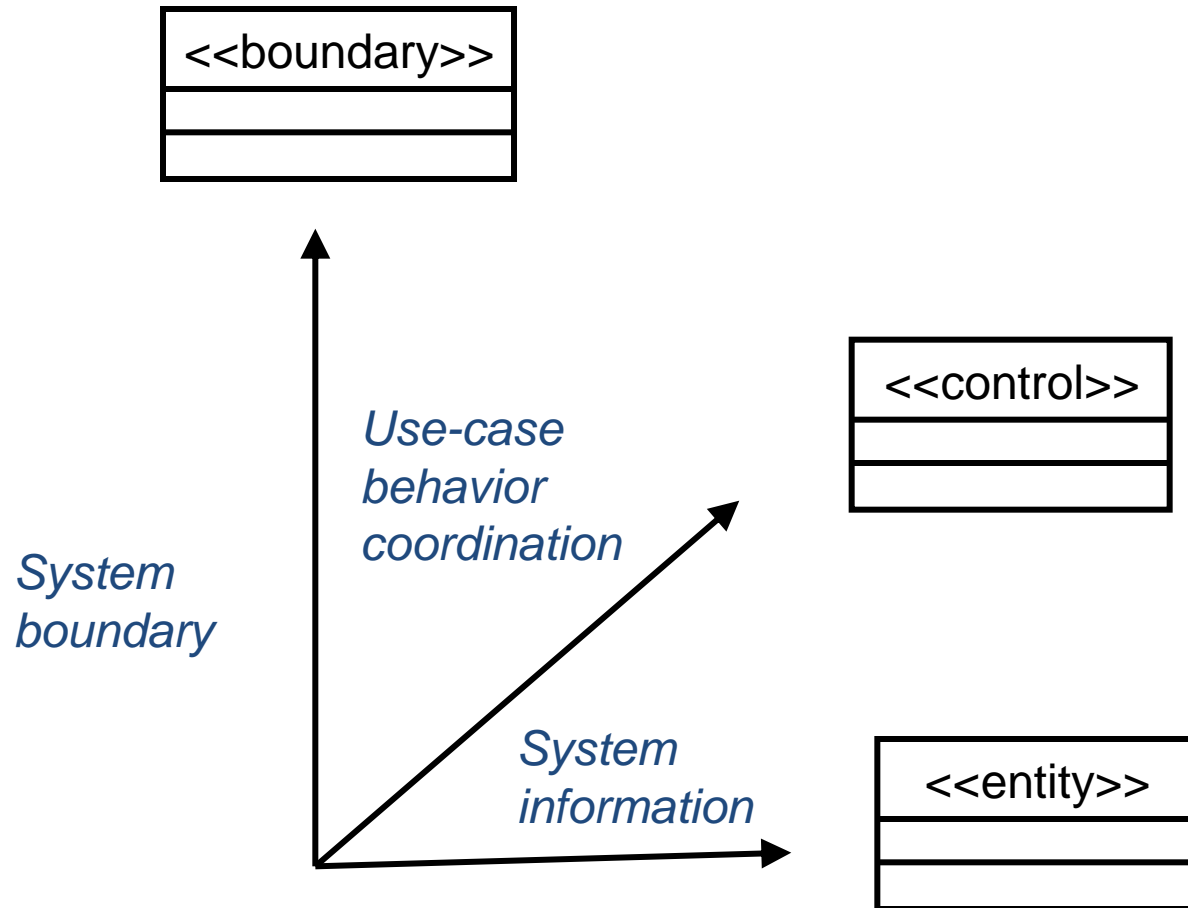 <<boundary>>
<<control>>
Use-case
behavior
coordination
System
boundary
System
information
<<entity>>